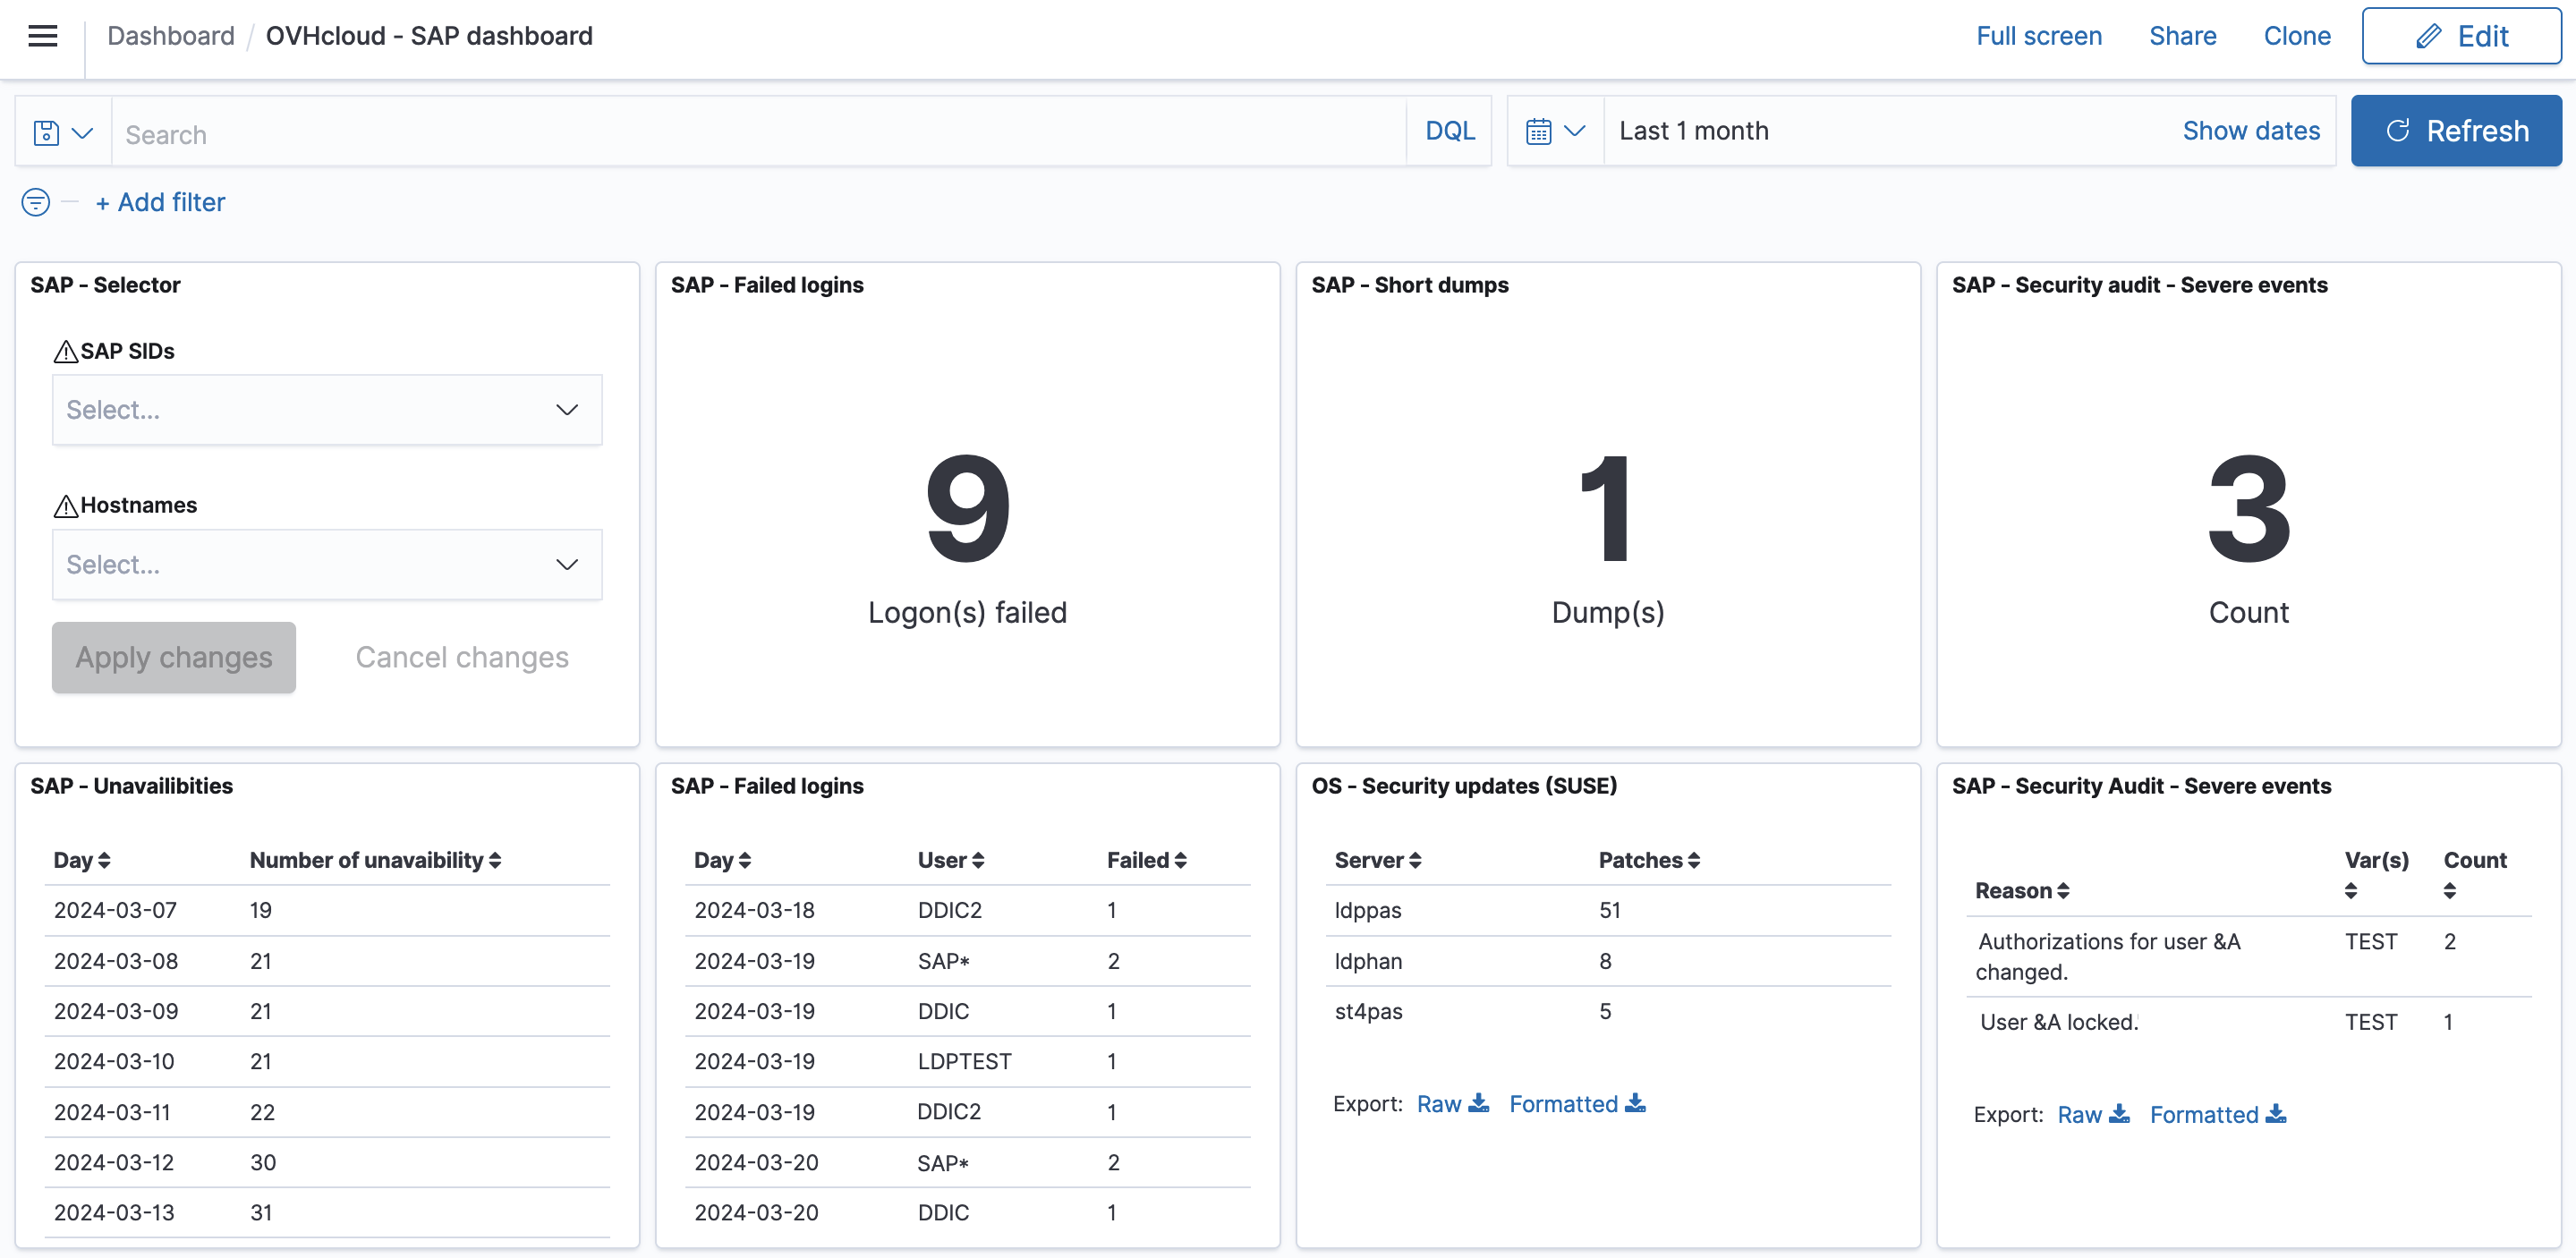 Dashboard / OVHcloud - SAP dashboard
Full screen Share Clone Edit
Search DQL Last 1 month Show dates Refresh
+ Add filter
SAP - Selector
SAP SIDs
Select...
Hostnames
Select...
Apply changes Cancel changes
SAP - Failed logins
9
Logon(s) failed
SAP - Short dumps
1
Dump(s)
SAP - Security audit - Severe events
3
Count
SAP - Unavailibities
Day Number of unavaibility
2024-03-07 19
2024-03-08 21
2024-03-09 21
2024-03-10 21
2024-03-11 22
2024-03-12 30
2024-03-13 31
SAP - Failed logins
Day User Failed
2024-03-18 DDIC2 1
2024-03-19 SAP* 2
2024-03-19 DDIC 1
2024-03-19 LDPTEST 1
2024-03-19 DDIC2 1
2024-03-20 SAP* 2
2024-03-20 DDIC 1
OS - Security updates (SUSE)
Server Patches
ldppas 51
ldphan 8
st4pas 5
Export: Raw Formatted
SAP - Security Audit - Severe events
Reason Var(s) Count
Authorizations for user &A TEST 2
changed.
User &A locked. TEST 1
Export: Raw Formatted